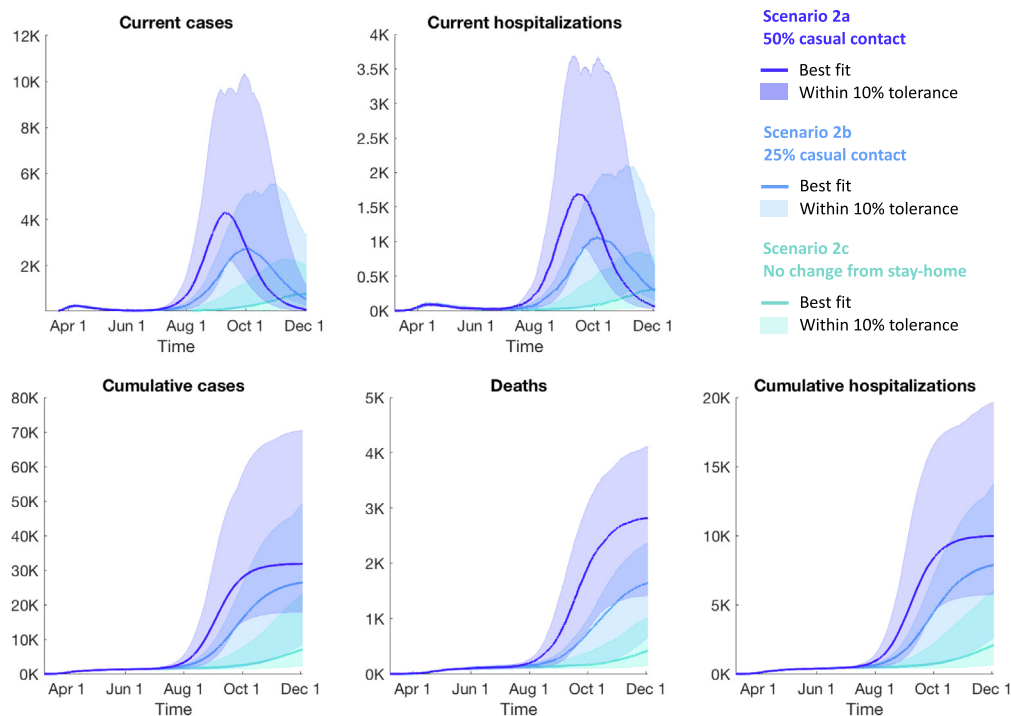 Current cases
12K
10K
8K
6K
4K
2K
Apr 1
Jun 1
Aug 1
Oct 1
Dec 1
Time
Current hospitalizations
4K
3.5K
3K
2.5K
2K
1.5K
1K
0.5K
0K
Apr 1
Jun 1
Aug 1
Oct 1
Dec 1
Time
Scenario 2a
50% casual contact
Best fit
Within 10% tolerance
Scenario 2b
25% casual contact
Best fit
Within 10% tolerance
Scenario 2c
No change from stay-home
Best fit
Within 10% tolerance
Cumulative cases
80K
70K
60K
50K
40K
30K
20K
10K
0K
Apr 1
Jun 1
Aug 1
Oct 1
Dec 1
Time
Deaths
5K
4K
3K
2K
1K
0K
Apr 1
Jun 1
Aug 1
Oct 1
Dec 1
Time
Cumulative hospitalizations
20K
15K
10K
5K
0K
Apr 1
Jun 1
Aug 1
Oct 1
Dec 1
Time